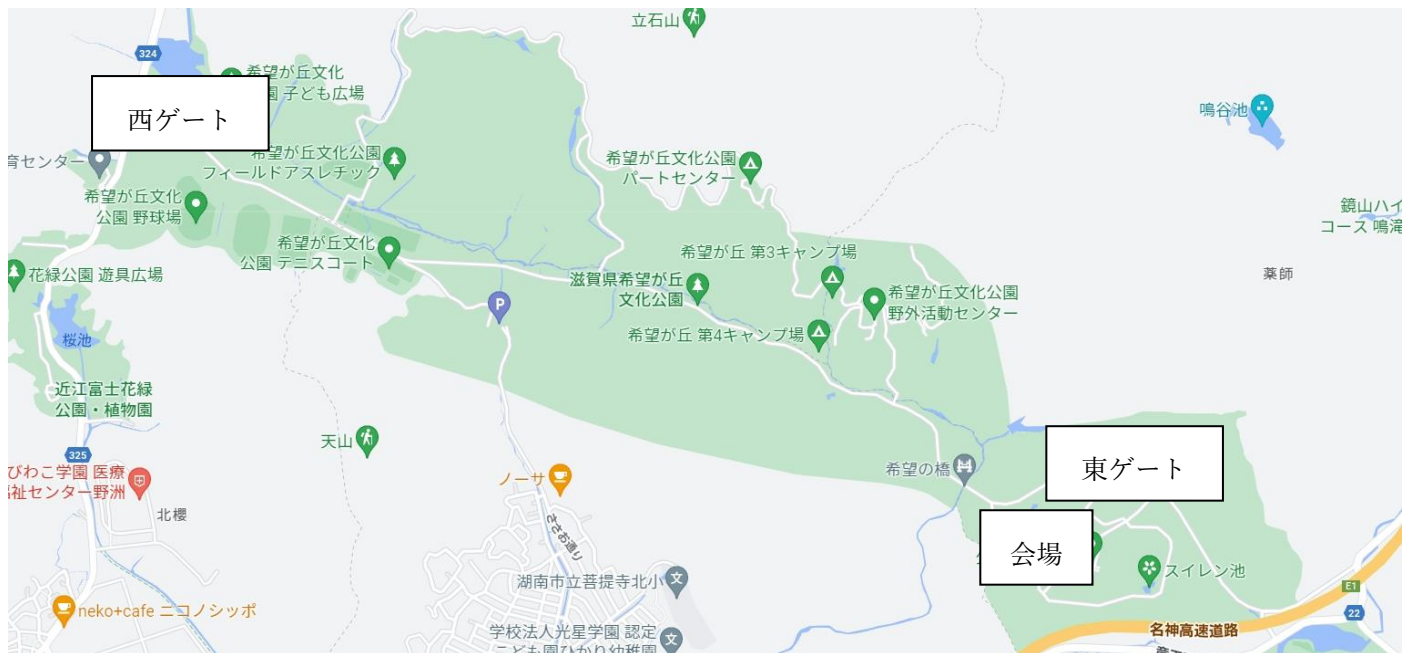 立石山
324
希望が丘文化
園 子ども広場
西ゲート
鳴谷池
育センター
希望が丘文化公園
フィールドアスレチック
希望が丘文化公園
パートセンター
希望が丘文化
公園 野球場
鏡山ハイ
コース 鳴滝
希望が丘文化
公園 テニスコート
希望が丘 第3キャンプ場
花緑公園 遊具広場
滋賀県希望が丘
文化公園
薬師
希望が丘文化公園
野外活動センター
P
桜池
希望が丘 第4キャンプ場
近江富士花緑
公園・植物園
天山
325
びわこ学園 医療
福祉センター野洲
ノーサ
希望の橋
東ゲート
北櫻
ささお通り
会場
湖南市立菩提寺北小
文
スイレン池
E1
neko+cafe ニコノシッポ
22
学校法人光星学園 認定
こども園ひかり幼稚園
文
名神高速道路